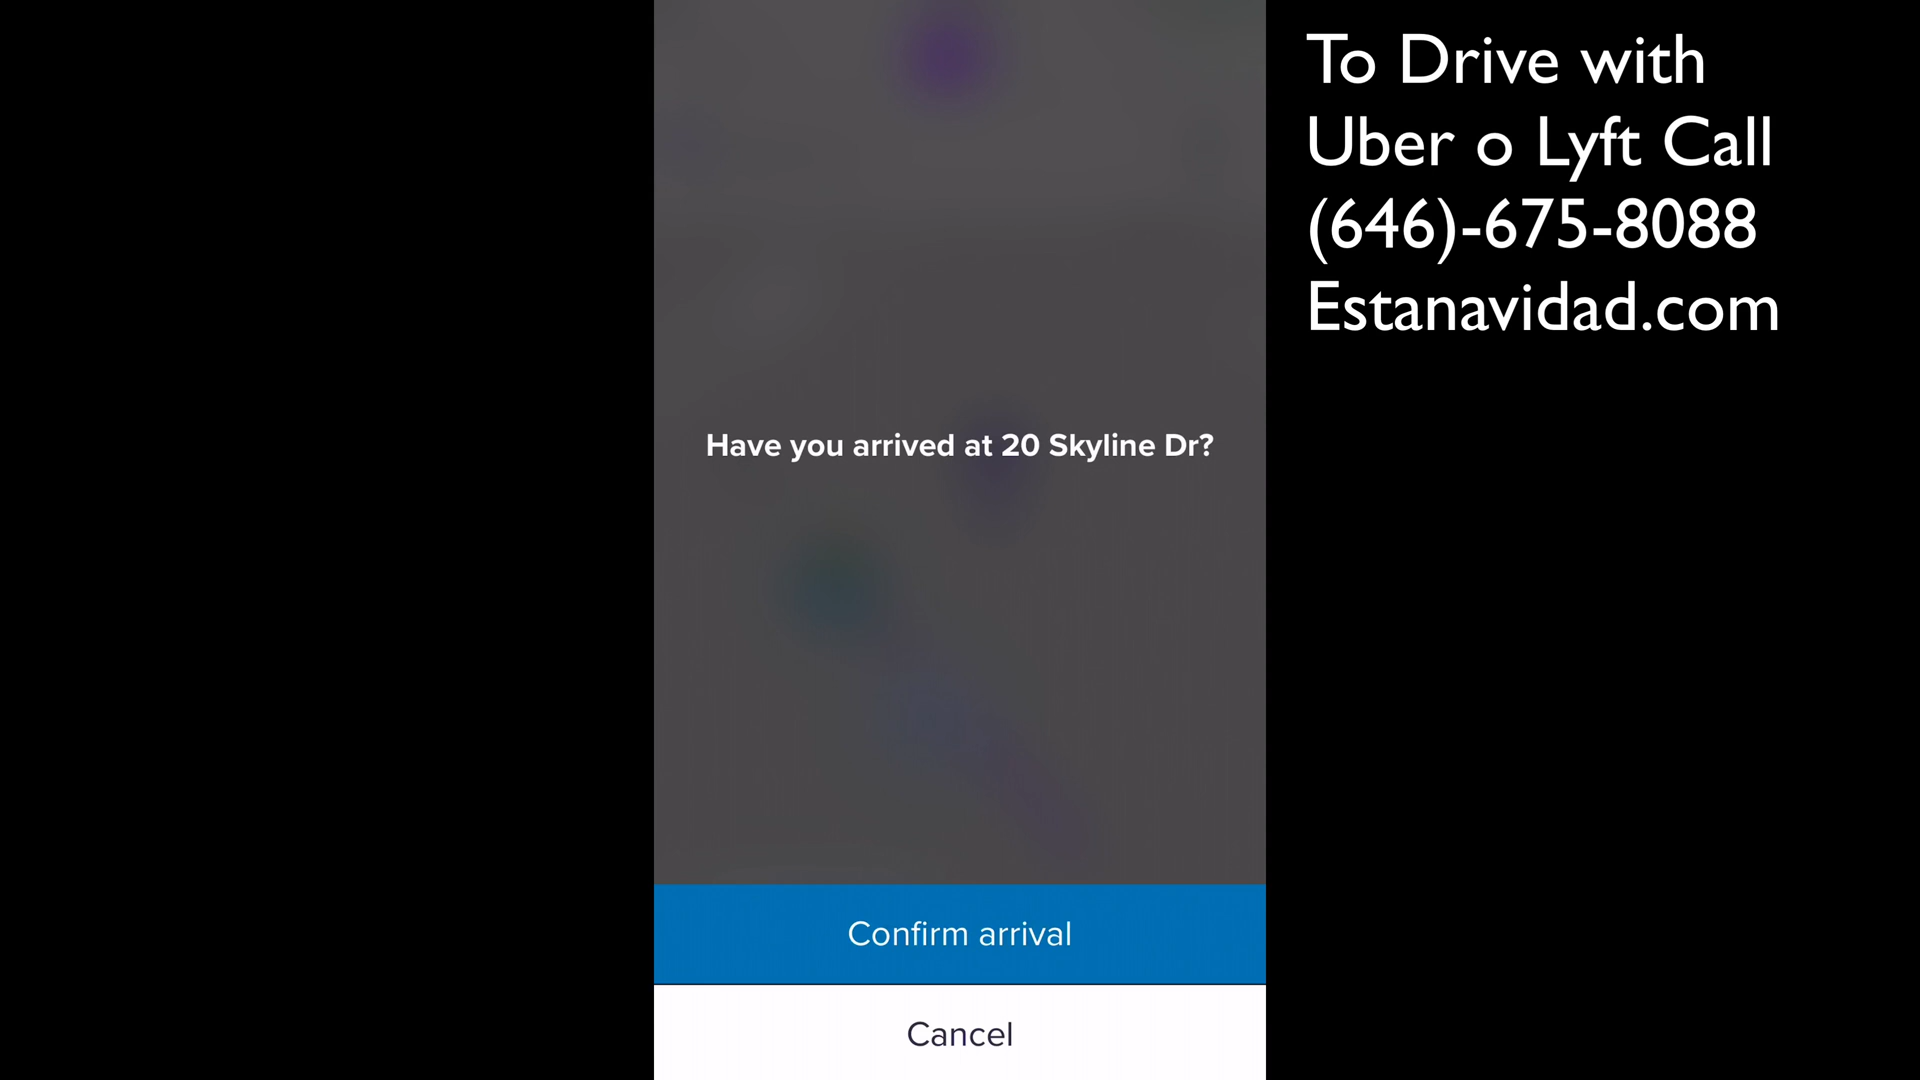 To Drive with
Uber o Lyft Call
(646)-675-8088
Estanavidad.com
Have you arrived at 20 Skyline Dr?
Confirm arrival
Cancel